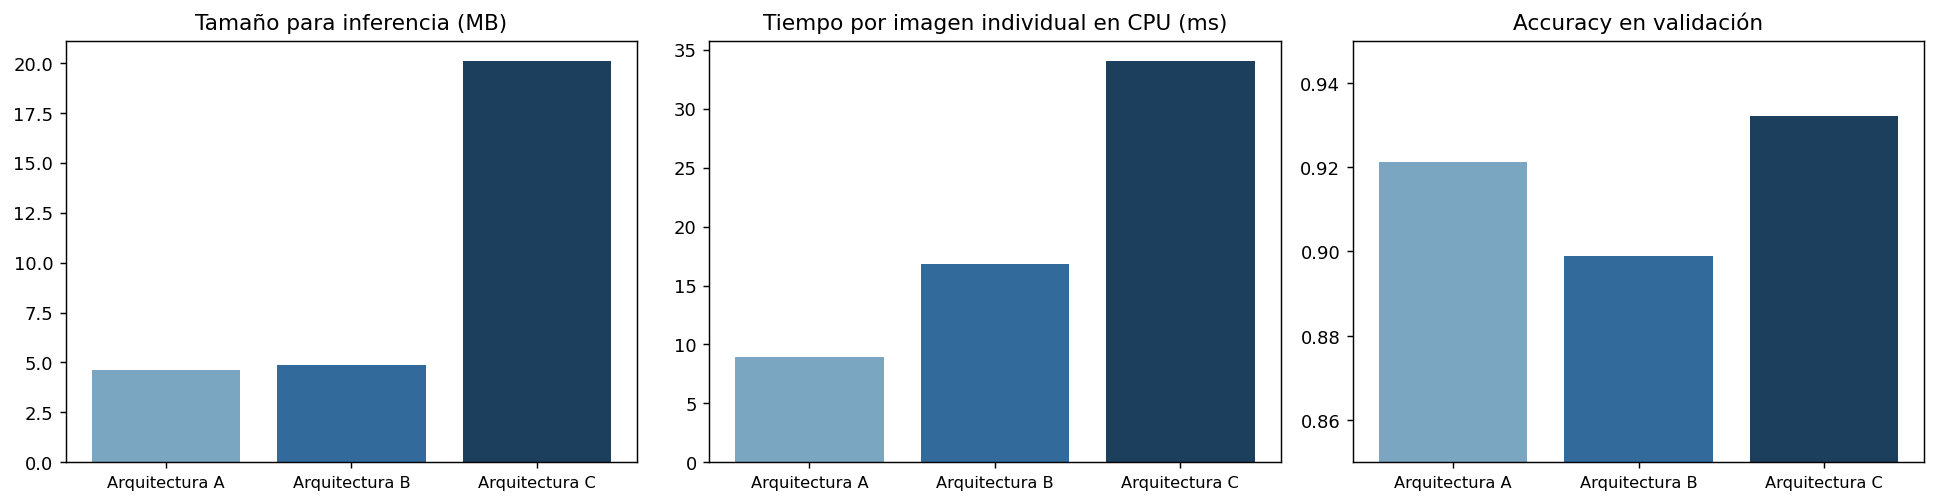 Tamaño para inferencia (MB)
20.0
17.5
15.0
12.5
10.0
7.5
5.0
2.5
0.0
Arquitectura A
Arquitectura B
Arquitectura C
Tiempo por imagen individual en CPU (ms)
35
30
25
20
15
10
5
0
Arquitectura A
Arquitectura B
Arquitectura C
Accuracy en validación
0.94
0.92
0.90
0.88
0.86
Arquitectura A
Arquitectura B
Arquitectura C